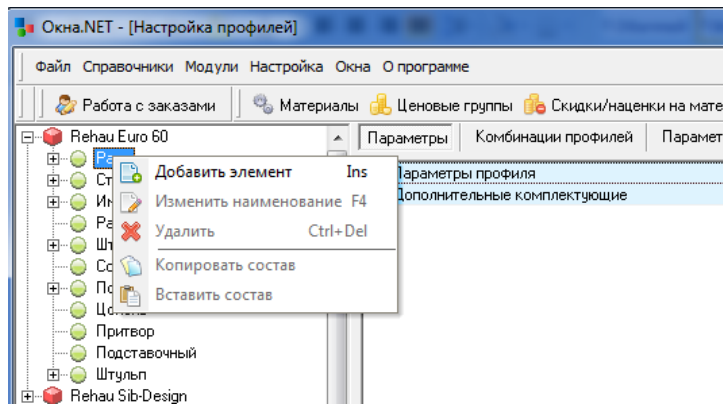 Окна.NET - [Настройка профилей]
Файл Справочники Модули Настройка Окна О программе
Работа с заказами Материалы Ценовые группы Скидки/наценки на мате
Rehau Euro 60
Параметры Комбинации профилей Парамет
Добавить элемент Ins
Параметры профиля
Изменить наименование F4
Дополнительные комплектующие
Удалить Ctrl+Del
Копировать состав
Вставить состав
Притвор
Подставочный
Штульп
Rehau Sib-Design